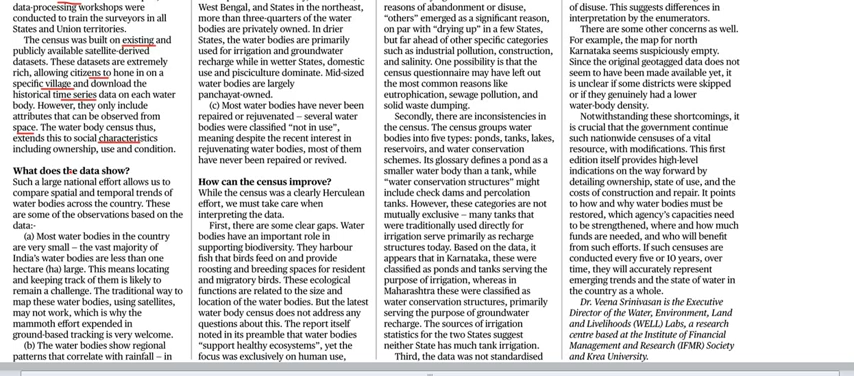 data-processing workshops were
conducted to train the surveyors in all
States and Union territories.
The census was built on existing and
publicly available satellite-derived
datasets. These datasets are extremely
rich, allowing citizens to hone in on a
specific village and download the
historical time series data on each water
body. However, they only include
attributes that can be observed from
space. The water body census thus,
extends this to social characteristics
including ownership, use and condition.
What does the data show?
Such a large national effort allows us to
compare spatial and temporal trends of
water bodies across the country. These
are some of the observations based on the
data:-
(a) Most water bodies in the country
are very small – the vast majority of
India's water bodies are less than one
hectare (ha) large. This means locating
and keeping track of them is likely to
remain a challenge. The traditional way to
map these water bodies, using satellites,
may not work, which is why the
mammoth effort expended in
ground-based tracking is very welcome.
(b) The water bodies show regional
patterns that correlate with rainfall – in
West Bengal, and States in the northeast,
more than three-quarters of the water
bodies are privately owned. In drier
States, the water bodies are primarily
used for irrigation and groundwater
recharge while in wetter States, domestic
use and pisciculture dominate. Mid-sized
water bodies are largely
panchayat-owned.
(c) Most water bodies have never been
repaired or rejuvenated – several water
bodies were classified “not in use”,
meaning despite the recent interest in
rejuvenating water bodies, most of them
have never been repaired or revived.
How can the census improve?
While the census was a clearly Herculean
effort, we must take care when
interpreting the data.
First, there are some clear gaps. Water
bodies have an important role in
supporting biodiversity. They harbour
fish that birds feed on and provide
roosting and breeding spaces for resident
and migratory birds. These ecological
functions are related to the size and
location of the water bodies. But the latest
water body census does not address any
questions about this. The report itself
noted in its preamble that water bodies
“support healthy ecosystems”, yet the
focus was exclusively on human use,
reasons of abandonment or disuse,
“others” emerged as a significant reason,
on par with “drying up” in a few States,
but far ahead of other specific categories
such as industrial pollution, construction,
and salinity. One possibility is that the
census questionnaire may have left out
the most common reasons like
eutrophication, sewage pollution, and
solid waste dumping.
Secondly, there are inconsistencies in
the census. The census groups water
bodies into five types: ponds, tanks, lakes,
reservoirs, and water conservation
schemes. Its glossary defines a pond as a
smaller water body than a tank, while
“water conservation structures” might
include check dams and percolation
tanks. However, these categories are not
mutually exclusive – many tanks that
were traditionally used directly for
irrigation serve primarily as recharge
structures today. Based on the data, it
appears that in Karnataka, these were
classified as ponds and tanks serving the
purpose of irrigation, whereas in
Maharashtra these were classified as
water conservation structures, primarily
serving the purpose of groundwater
recharge. The sources of irrigation
statistics for the two States suggest
neither State has much tank irrigation.
Third, the data was not standardised
of disuse. This suggests differences in
interpretation by the enumerators.
There are some other concerns as well.
For example, the map for north
Karnataka seems suspiciously empty.
Since the original geotagged data does not
seem to have been made available yet, it
is unclear if some districts were skipped
or if they genuinely had a lower
water-body density.
Notwithstanding these shortcomings, it
is crucial that the government continue
such nationwide censuses of a vital
resource, with modifications. This first
edition itself provides high-level
indications on the way forward by
detailing ownership, state of use, and the
costs of construction and repair. It points
to how and why water bodies must be
restored, which agency's capacities need
to be strengthened, where and how much
funds are needed, and who will benefit
from such efforts. If such censuses are
conducted every five or 10 years, over
time, they will accurately represent
emerging trends and the state of water in
the country as a whole.
Dr. Veena Srinivasan is the Executive
Director of the Water, Environment, Land
and Livelihoods (WELL) Labs, a research
centre based at the Institute of Financial
Management and Research (IFMR) Society
and Krea University.